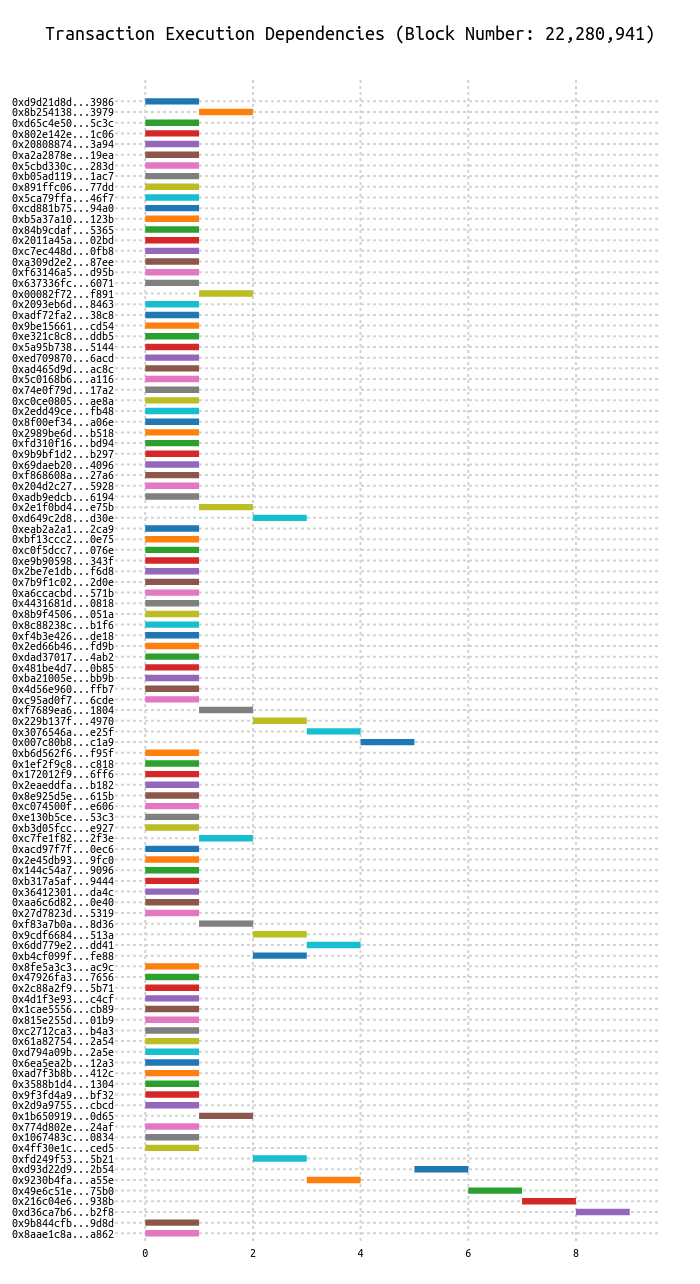 Transaction Execution Dependencies (Block Number: 22,280,941)
0xd9d21d8d...3986
0x8b254138...3979
0xd65c4e50...5c3c
0x802e142e...1c06
0x20808874...3a94
0xa2a2878e...19ea
0x5cbd330c...283d
0xb05ad119...1ac7
0x891ffc06...77dd
0x5ca79ffa...46f7
0xcd881b75...94a0
0xb5a37a10...123b
0x84b9cdaf...5365
0x2011a45a...02bd
0xc7ec448d...0fb8
0xa309d2e2...87ee
0xf63146a5...d95b
0x637336fc...6071
0x00082f72...f891
0x2093eb6d...8463
0xadf72fa2...38c8
0x9be15661...cd54
0xe321c8c8...ddb5
0x5a95b738...5144
0xed709870...6acd
0xad465d9d...ac8c
0x5c0168b6...a116
0x74e0f79d...17a2
0xc0ce0805...ae8a
0x2edd49ce...fb48
0x8f00ef34...a06e
0x2989be6d...b518
0xfd310f16...bd94
0x9b9bf1d2...b297
0x69daeb20...4096
0xf868608a...27a6
0x204d2c27...5928
0xadb9edcb...6194
0x2e1f0bd4...e75b
0xd649c2d8...d30e
0xeab2a2a1...2ca9
0xbf13ccc2...0e75
0xc0f5dcc7...076e
0xe9b90598...343f
0x2be7e1db...f6d8
0x7b9f1c02...2d0e
0xa6ccacbd...571b
0x4431681d...0818
0x8b9f4506...051a
0x8c88238c...b1f6
0xf4b3e426...de18
0x2ed66b46...fd9b
0xdad37017...4ab2
0x481be4d7...0b85
0xba21005e...bb9b
0x4d56e960...ffb7
0xc95ad0f7...6cde
0xf7689ea6...1804
0x229b137f...4970
0x3076546a...e25f
0x007c80b8...c1a9
0xb6d562f6...f95f
0x1ef2f9c8...c818
0x172012f9...6ff6
0x2eaeddfa...b182
0x8e925d5e...615b
0xc074500f...e606
0xe130b5ce...53c3
0xb3d05fcc...e927
0xc7fe1f82...2f3e
0xacd97f7f...0ec6
0x2e45db93...9fc0
0x144c54a7...9096
0xb317a5af...9444
0x36412301...da4c
0xaa6c6d82...0e40
0x27d7823d...5319
0xf83a7b0a...8d36
0x9cdf6684...513a
0x6dd779e2...dd41
0xb4cf099f...fe88
0x8fe5a3c3...ac9c
0x47926fa3...7656
0x2c88a2f9...5b71
0x4d1f3e93...c4cf
0x1cae5556...cb89
0x815e255d...01b9
0xc2712ca3...b4a3
0x61a82754...2a54
0xd794a09b...2a5e
0x6ea5ea2b...12a3
0xad7f3b8b...412c
0x3588b1d4...1304
0x9f3fd4a9...bf32
0x2d9a9755...cbcd
0x1b650919...0d65
0x774d802e...24af
0x1067483c...0834
0x4ff30e1c...ced5
0xfd249f53...5b21
0xd93d22d9...2b54
0x9230b4fa...a55e
0x49e6c51e...75b0
0x216c04e6...938b
0xd36ca7b6...b2f8
0x9b844cfb...9d8d
0x8aae1c8a...a862
0 2 4 6 8